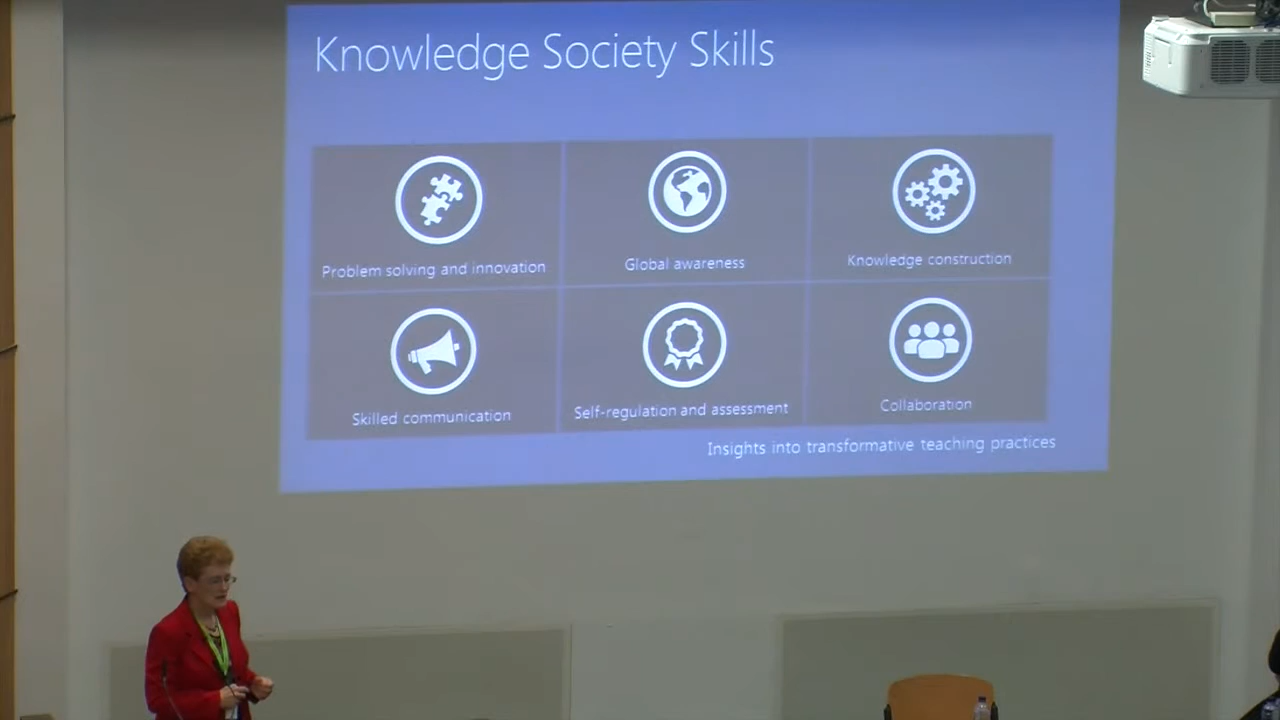 Knowledge Society Skills
Problem solving and innovation
Global awareness
Knowledge construction
Skilled communication
Self-regulation and assessment
Collaboration
Insights into transformative teaching practices